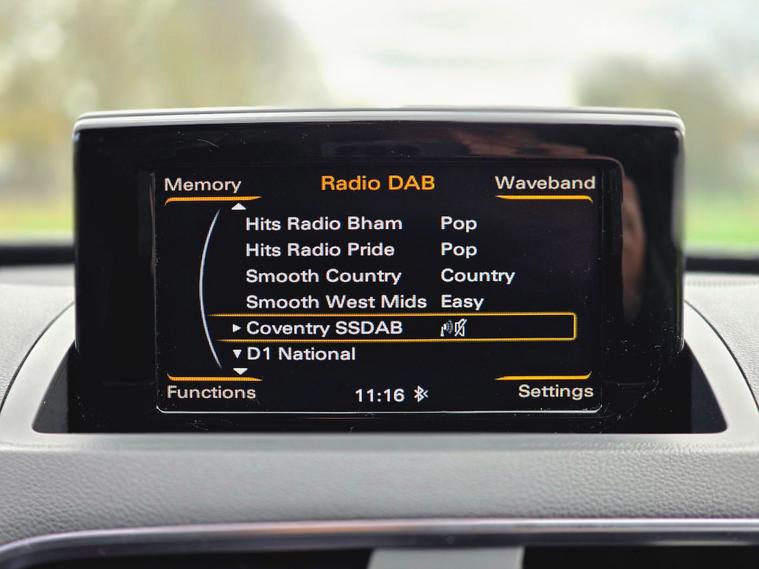 Memory Radio DAB Waveband
Hits Radio Bham Pop
Hits Radio Pride Pop
Smooth Country Country
Smooth West Mids Easy
Coventry SSDAB
D1 National
Functions 11:16 Settings